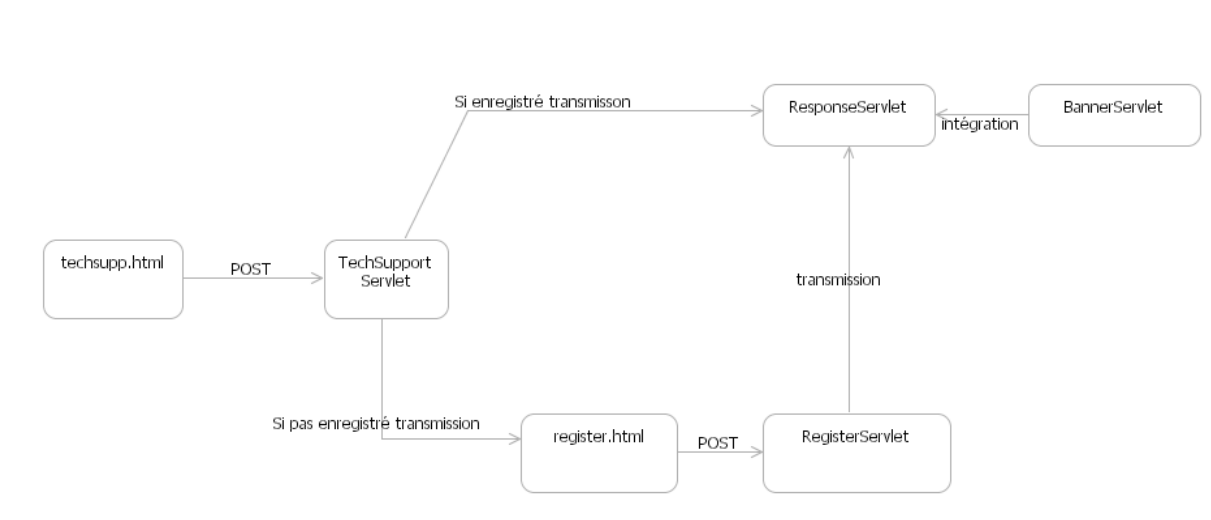 Si enregistré transmisson
ResponseServlet
BannerServlet
intégration
techsupp.html
POST
TechSupport
Servlet
transmission
Si pas enregistré transmission
register.html
POST
RegisterServlet